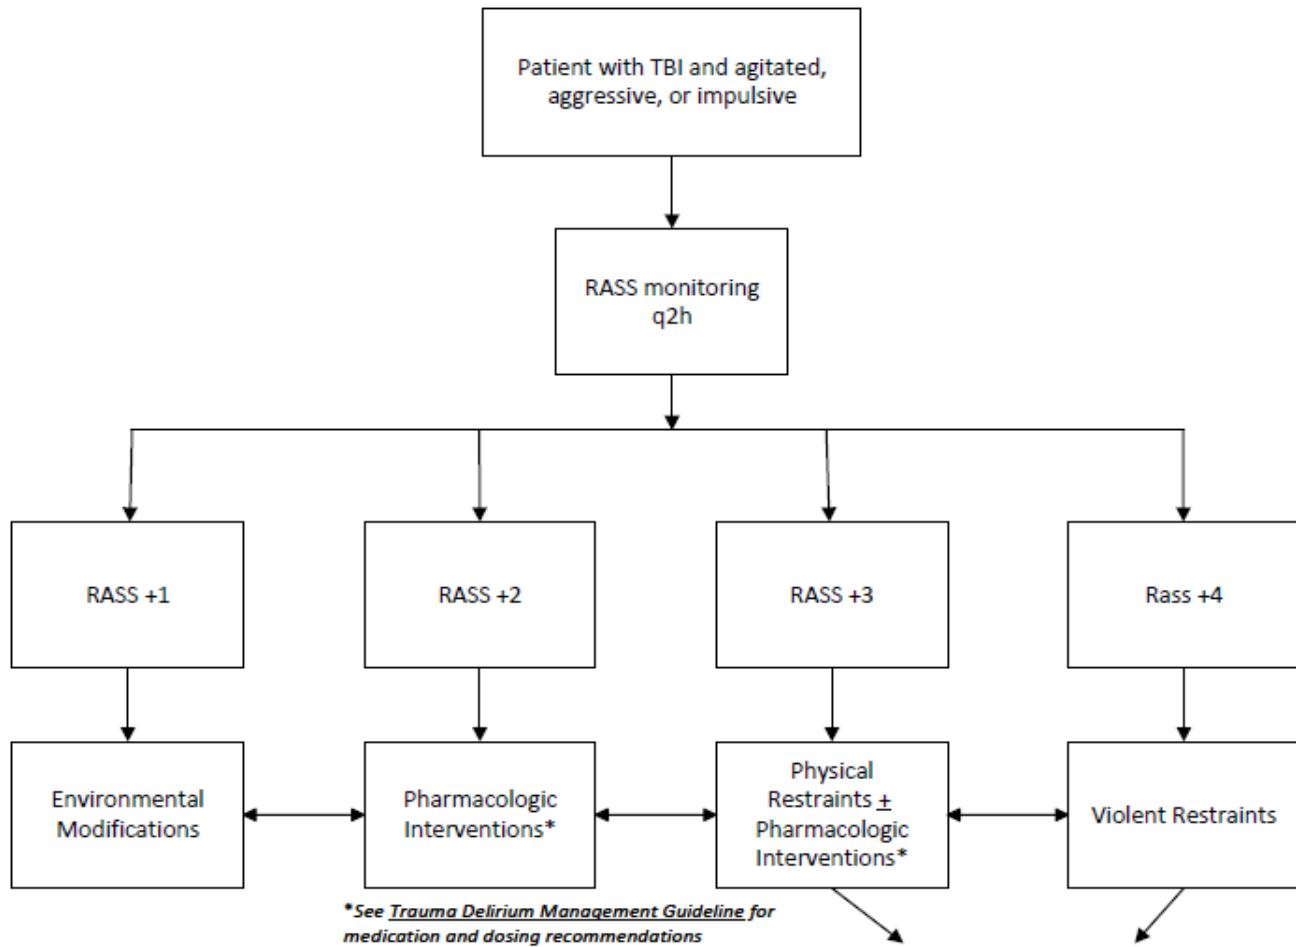 Patient with TBI and agitated,
aggressive, or impulsive
RASS monitoring
q2h
RASS +1
RASS +2
RASS +3
Rass +4
Environmental
Modifications
Pharmacologic
Interventions*
Physical
Restraints ±
Pharmacologic
Interventions*
Violent Restraints
*See Trauma Delirium Management Guideline for
medication and dosing recommendations